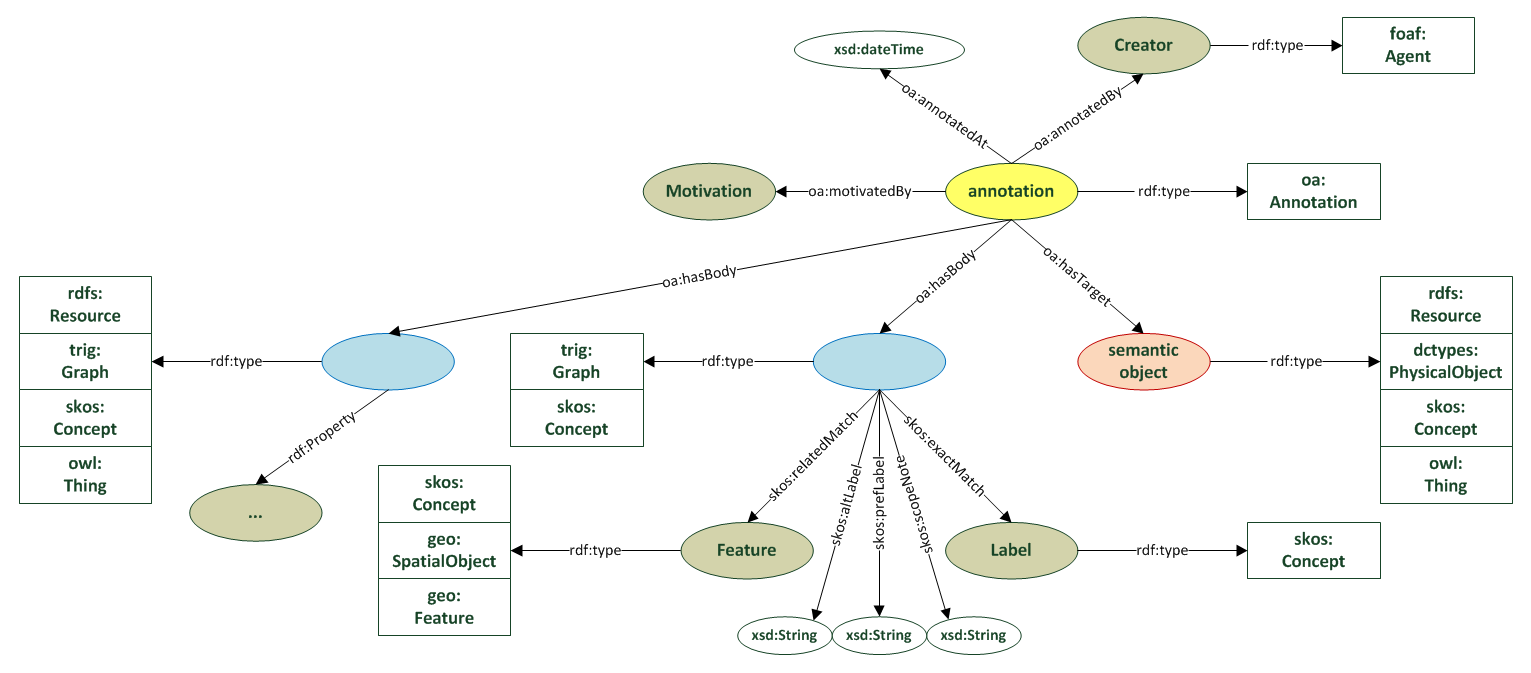 xsd:dateTime
Creator
rdf:type
foaf:
Agent
oa:annotatedAt
oa:annotatedBy
Motivation
oa:motivatedBy
annotation
rdf:type
oa:
Annotation
oa:hasBody
oa:hasBody
oa:hasTarget
rdfs:
Resource
trig:
Graph
skos:
Concept
owl:
Thing
rdf:type
rdf:Property
...
trig:
Graph
skos:
Concept
rdf:type
semantic
object
rdf:type
rdfs:
Resource
dctypes:
PhysicalObject
skos:
Concept
owl:
Thing
skos:relatedMatch
skos:altLabel
skos:prefLabel
skos:scopeNote
skos:exactMatch
skos:
Concept
geo:
SpatialObject
geo:
Feature
rdf:type
Feature
Label
rdf:type
skos:
Concept
xsd:String
xsd:String
xsd:String